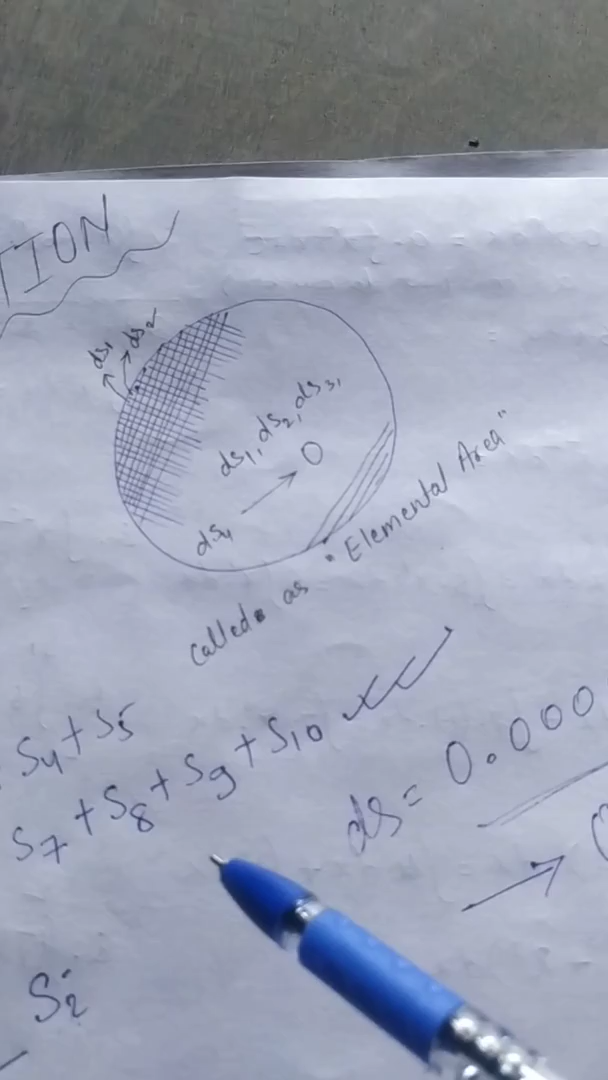 TION
ds1 ds2
ds1, ds2, ds3,
ds4 → 0
called as "Elemental Area"
S4 + S5
S7 + S8 + S9 + S10
ds = 0.000
→
S2